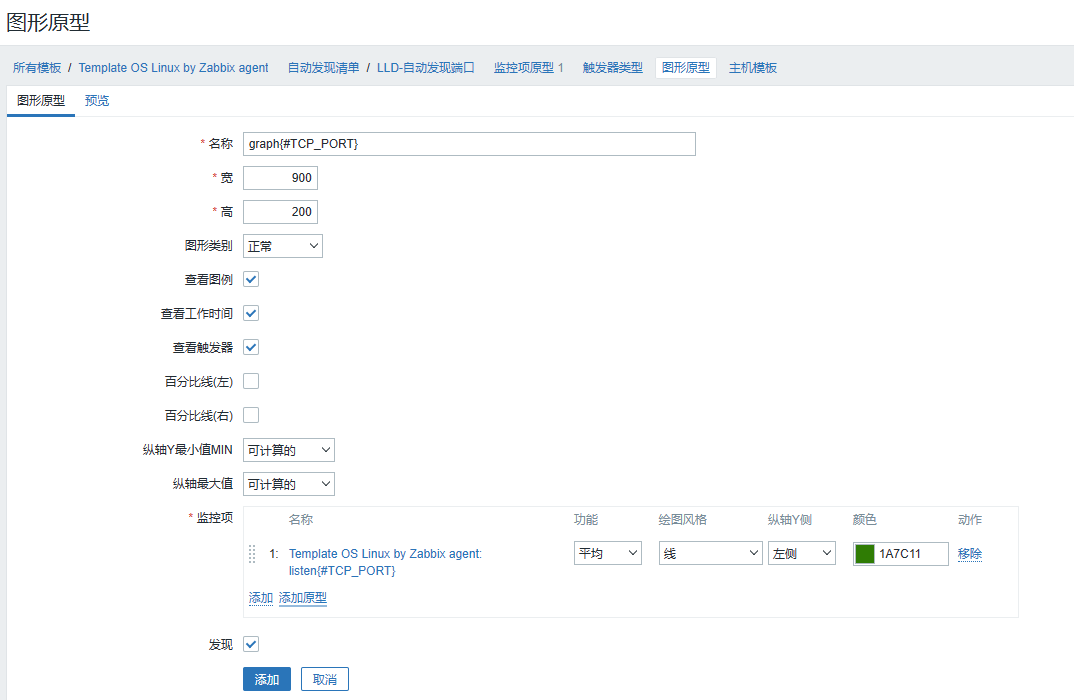 图形原型
所有模板 / Template OS Linux by Zabbix agent 自动发现清单 / LLD-自动发现端口 监控项原型 1 触发器类型 图形原型 主机模板
图形原型 预览
* 名称 graph{#TCP_PORT}
* 宽 900
* 高 200
图形类别 正常
查看图例
查看工作时间
查看触发器
百分比线(左)
百分比线(右)
纵轴Y最小值MIN 可计算的
纵轴最大值 可计算的
* 监控项 名称 功能 绘图风格 纵轴Y侧 颜色 动作
1: Template OS Linux by Zabbix agent: 平均 线 左侧 1A7C11 移除
listen{#TCP_PORT}
添加 添加原型
发现
添加 取消